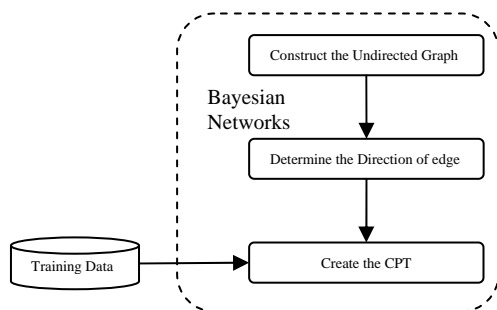 Construct the Undirected Graph
Bayesian
Networks
Determine the Direction of edge
Training Data
Create the CPT